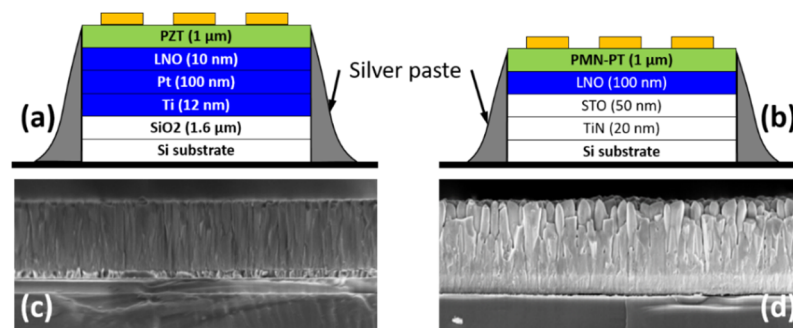 PZT (1 µm)
LNO (10 nm)
Pt (100 nm)
Ti (12 nm)
SiO2 (1.6 µm)
Si substrate
(a)
Silver paste
PMN-PT (1 µm)
LNO (100 nm)
STO (50 nm)
TiN (20 nm)
Si substrate
(b)
(c)
(d)